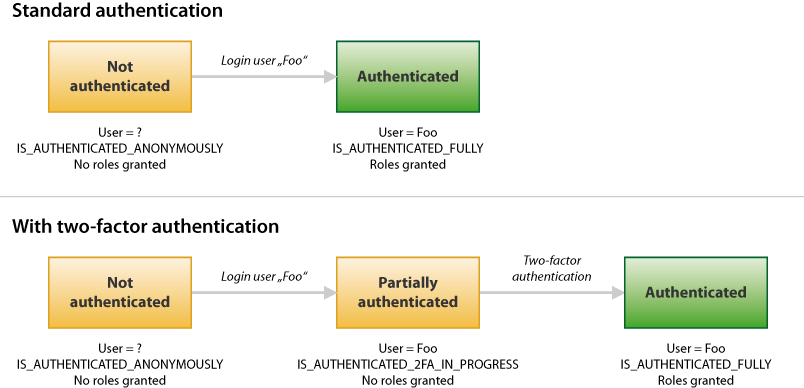 Standard authentication
Not
authenticated
Login user „Foo“
Authenticated
User = ?
IS_AUTHENTICATED_ANONYMOUSLY
No roles granted
User = Foo
IS_AUTHENTICATED_FULLY
Roles granted
With two-factor authentication
Not
authenticated
Login user „Foo“
Partially
authenticated
Two-factor
authentication
Authenticated
User = ?
IS_AUTHENTICATED_ANONYMOUSLY
No roles granted
User = Foo
IS_AUTHENTICATED_2FA_IN_PROGRESS
No roles granted
User = Foo
IS_AUTHENTICATED_FULLY
Roles granted